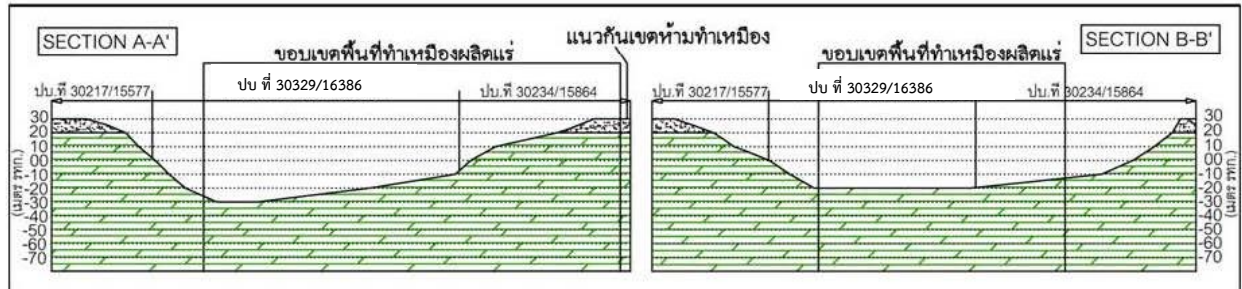 SECTION A-A'
แนวกันเขตห้ามทำเหมือง
SECTION B-B'
ขอบเขตพื้นที่ทำเหมืองผลิตแร่
ขอบเขตพื้นที่ทำเหมืองผลิตแร่
ปบ.ที่ 30217/15577
ปบ ที่ 30329/16386
ปบ.ที่ 30234/15864
ปบ.ที่ 30217/15577
ปบ ที่ 30329/16386
ปบ.ที่ 30234/15864
30
20
10
00
-10
-20
-30
-40
-50
-60
-70
(เมตร รทก.)
30
20
10
00
-10
-20
-30
-40
-50
-60
-70
(เมตร รทก.)